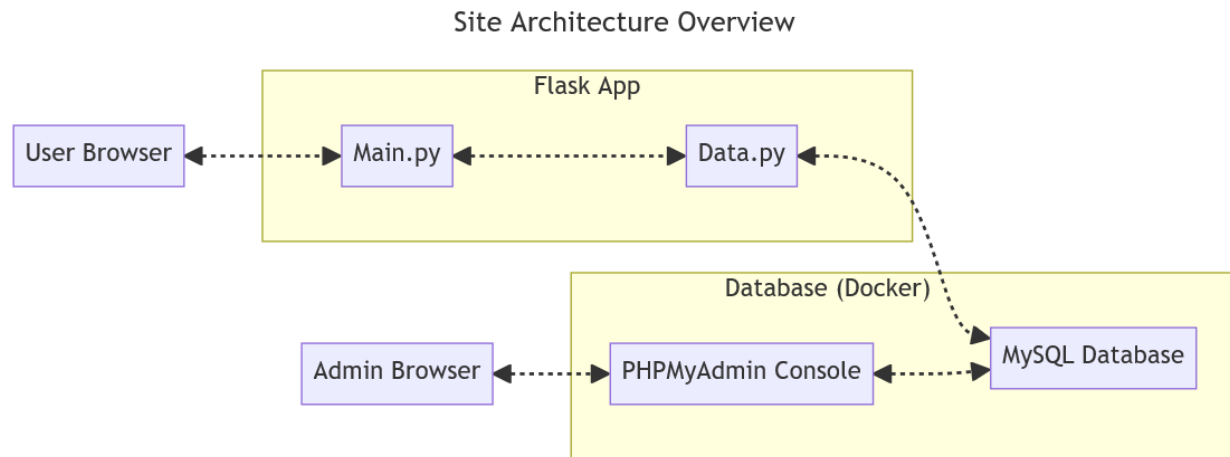 Site Architecture Overview
Flask App
User Browser
Main.py
Data.py
Database (Docker)
Admin Browser
PHPMyAdmin Console
MySQL Database